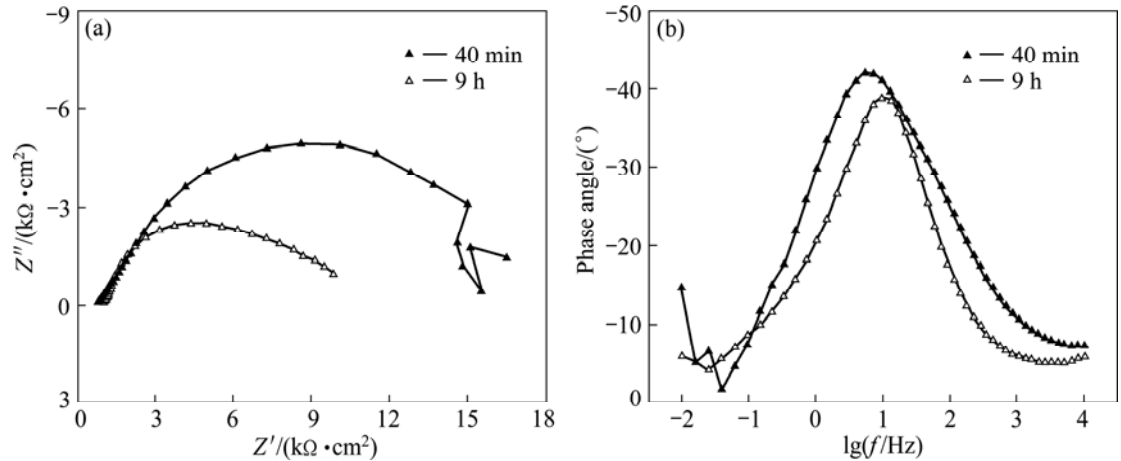 (a)
40 min
9 h
Z″/(kΩ•cm²)
−9
−6
−3
0
3
0 3 6 9 12 15 18
Z′/(kΩ•cm²)
(b)
40 min
9 h
Phase angle/(°)
−50
−40
−30
−20
−10
0
−2 −1 0 1 2 3 4
lg(f/Hz)